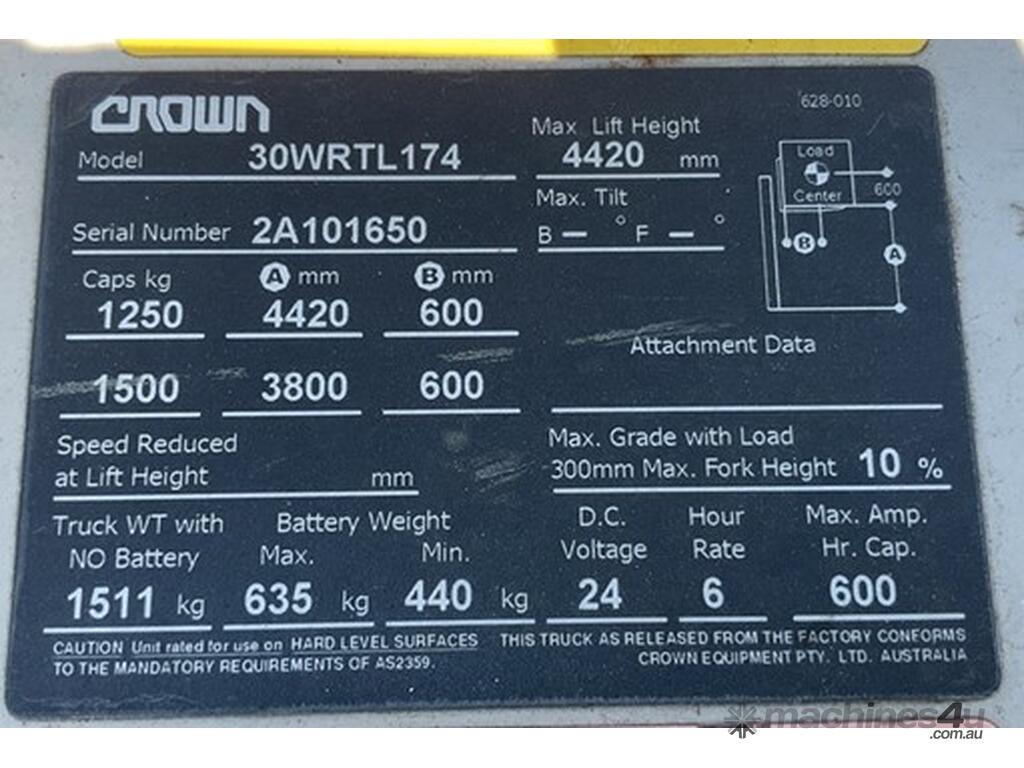 CROWN
628-010
Model 30WRTL174
Max Lift Height
4420 mm
Load
Center
600
Max. Tilt
B — ° F — °
Serial Number 2A101650
Caps kg A mm B mm
1250 4420 600
1500 3800 600
B
A
Attachment Data
Speed Reduced
at Lift Height mm
Max. Grade with Load
300mm Max. Fork Height 10 %
Truck WT with Battery Weight D.C. Hour Max. Amp.
NO Battery Max. Min. Voltage Rate Hr. Cap.
1511 kg 635 kg 440 kg 24 6 600
CAUTION Unit rated for use on HARD LEVEL SURFACES THIS TRUCK AS RELEASED FROM THE FACTORY CONFORMS
TO THE MANDATORY REQUIREMENTS OF AS2359. CROWN EQUIPMENT PTY. LTD. AUSTRALIA
machines4u
.com.au